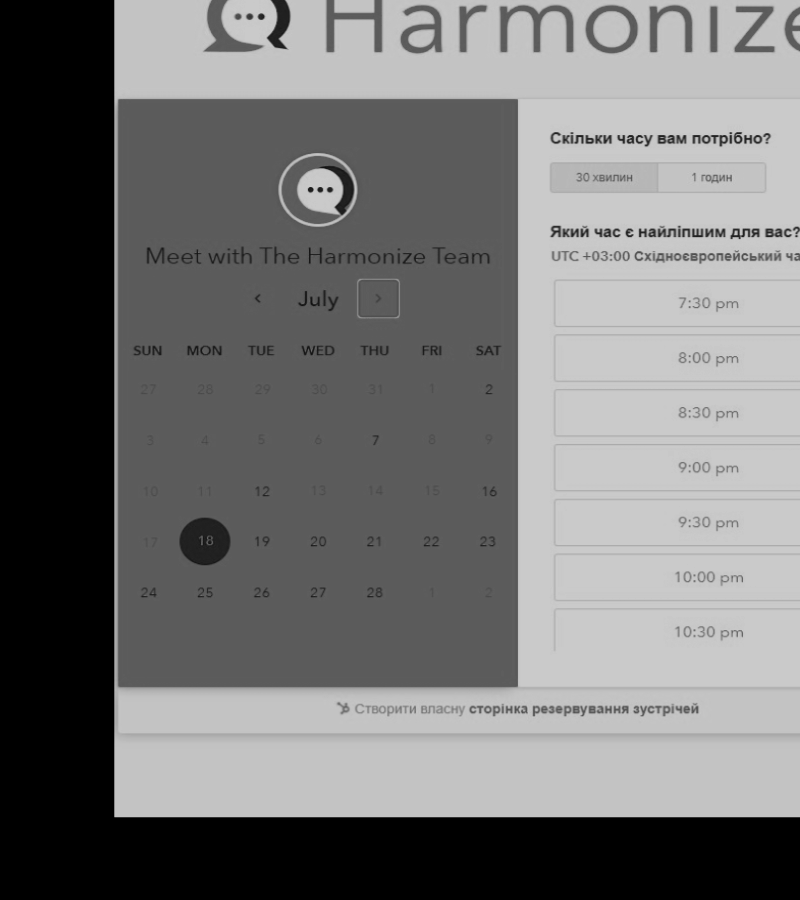 Harmonize
Meet with The Harmonize Team
‹ July ›
SUN MON TUE WED THU FRI SAT
27 28 29 30 31 1 2
3 4 5 6 7 8 9
10 11 12 13 14 15 16
17 18 19 20 21 22 23
24 25 26 27 28 1 2
Скільки часу вам потрібно?
30 хвилин 1 годин
Який час є найліпшим для вас?
UTC +03:00 Східноєвропейський ча
7:30 pm
8:00 pm
8:30 pm
9:00 pm
9:30 pm
10:00 pm
10:30 pm
Створити власну сторінка резервування зустрічей